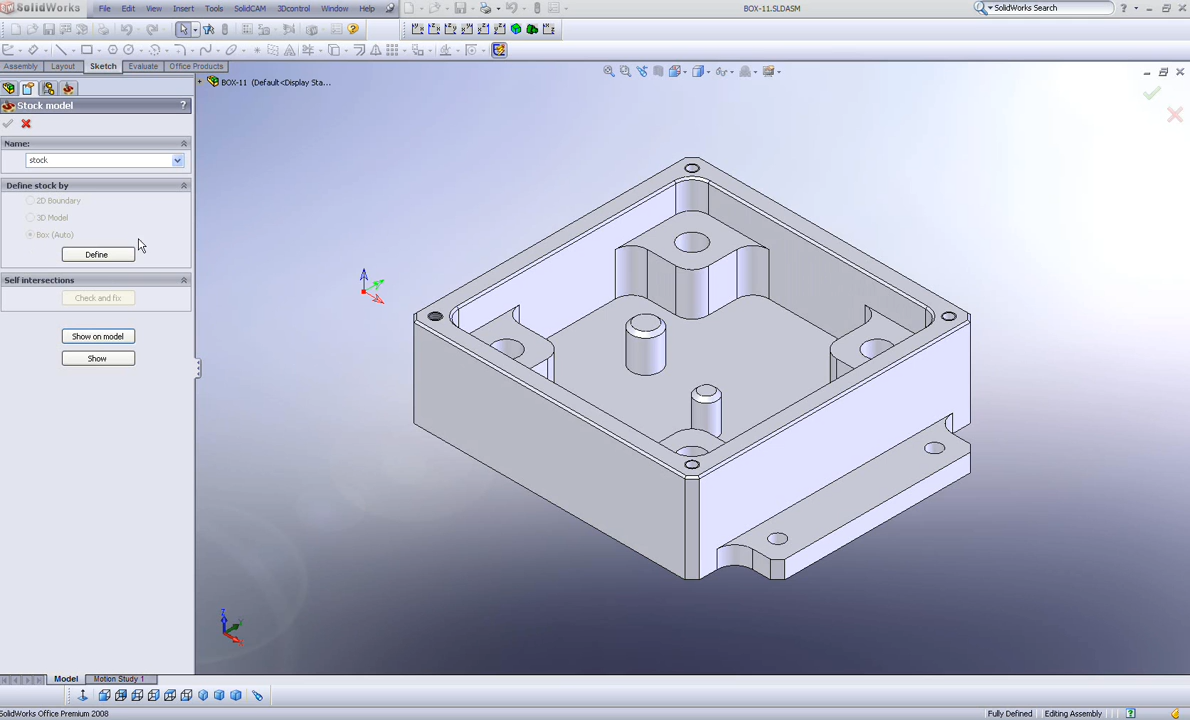 SolidWorks File Edit View Insert Tools SolidCAM 3Dcontrol Window Help BOX-11.SLDASM SolidWorks Search
Assembly Layout Sketch Evaluate Office Products
BOX-11 (Default<Display Sta...
Stock model ?
Name:
stock
Define stock by
2D Boundary
3D Model
Box (Auto)
Define
Self intersections
Check and fix
Show on model
Show
Z
Model Motion Study 1
SolidWorks Office Premium 2008 Fully Defined Editing Assembly